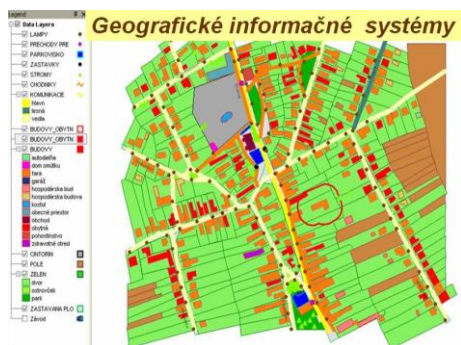 Geografické informačné systémy
Legend
Data Layers
LAMPY
PRECHODY PRE
PARKOVISKO
ZASTAVKY
STROMY
CHODNIKY
KOMUNIKACIE
hlavn
lesná
vedla
BUDOVY_OBYTN
BUDOVY_OBYTN
BUDOVY
autodielňa
dom smútku
fara
garáž
hospodárska bud
hospodárska budova
kostol
obecné priestor
obchod
obytné
pohostinstvo
zdravotné stred
CINTORIN
POLE
ZELEN
dvor
ostrovček
park
ZASTAVANA PLO
Závod